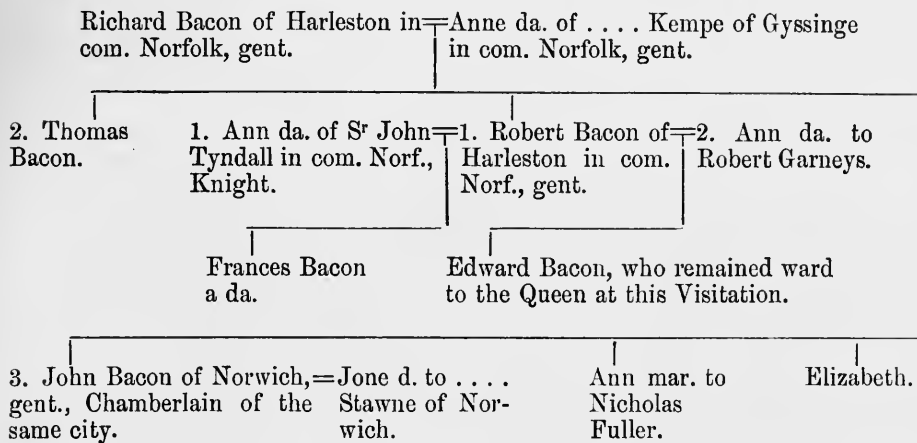 Richard Bacon of Harleston in=Anne da. of . . . . Kempe of Gyssinge
com. Norfolk, gent. in com. Norfolk, gent.
2. Thomas
Bacon.
1. Ann da. of Sʳ John=1. Robert Bacon of=2. Ann da. to
Tyndall in com. Norf., Harleston in com. Robert Garneys.
Knight. Norf., gent.
Frances Bacon
a da.
Edward Bacon, who remained ward
to the Queen at this Visitation.
3. John Bacon of Norwich,=Jone d. to . . . .
gent., Chamberlain of the Stawne of Nor-
same city. wich.
Ann mar. to
Nicholas
Fuller.
Elizabeth.